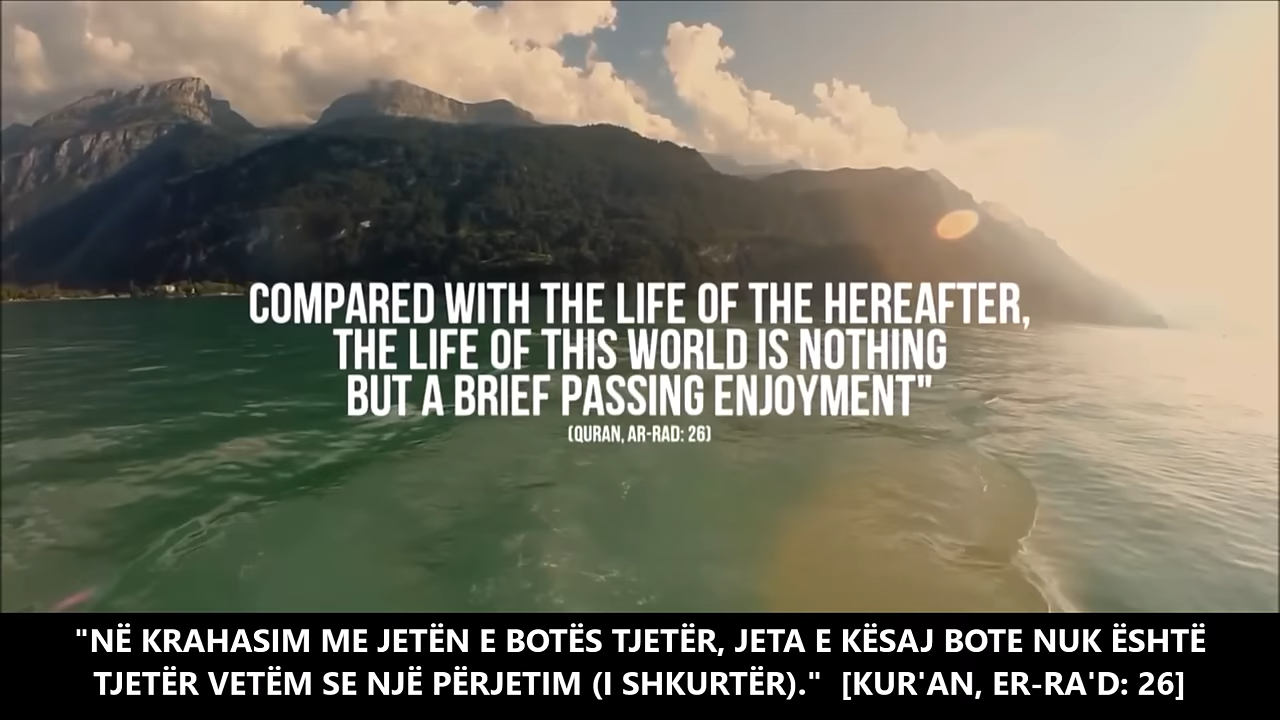 COMPARED WITH THE LIFE OF THE HEREAFTER,
THE LIFE OF THIS WORLD IS NOTHING
BUT A BRIEF PASSING ENJOYMENT"
(QURAN, AR-RAD: 26)
"NË KRAHASIM ME JETËN E BOTËS TJETËR, JETA E KËSAJ BOTE NUK ËSHTË
TJETËR VETËM SE NJË PËRJETIM (I SHKURTËR)."  [KUR'AN, ER-RA'D: 26]